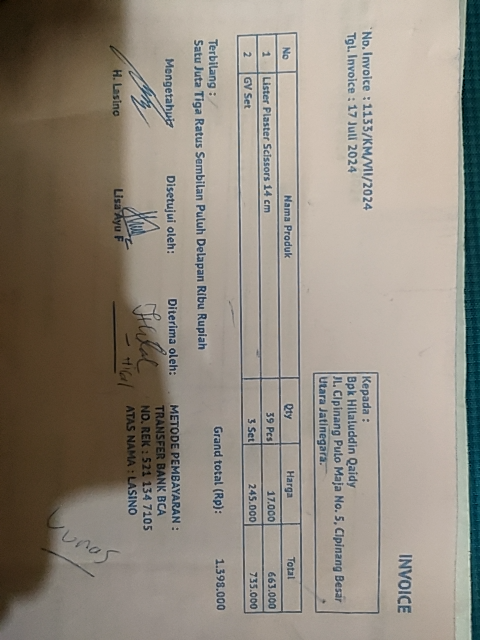 INVOICE
No. Invoice : 1133/KM/VII/2024
Tgl. Invoice : 17 Juli 2024
Kepada :
Bpk Hilaluddin Qaidy
Jl. Cipinang Pulo Maja No. 5, Cipinang Besar
Utara Jatinegara.
No Nama Produk Qty Harga Total
1 Lister Plaster Scissors 14 cm 39 Pcs 17.000 663.000
2 GV Set 3 Set 245.000 735.000
Grand total (Rp): 1.398.000
Terbilang :
Satu Juta Tiga Ratus Sembilan Puluh Delapan Ribu Rupiah
Mengetahui: Disetujui oleh: Diterima oleh:
H. Lasino Lisa Ayu F
METODE PEMBAYARAN :
TRANSFER BANK BCA
NO. REK : 521 134 7105
ATAS NAMA : LASINO
Lunas